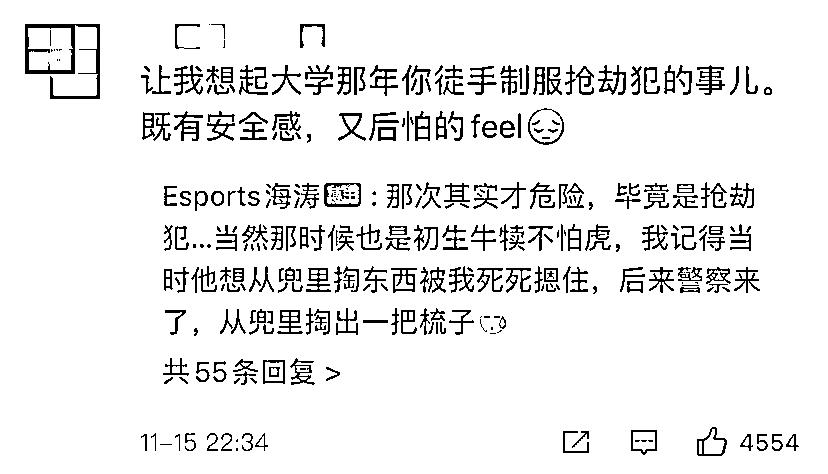 让我想起大学那年你徒手制服抢劫犯的事儿。
既有安全感，又后怕的feel
Esports海涛：那次其实才危险，毕竟是抢劫
犯...当然那时候也是初生牛犊不怕虎，我记得当
时他想从兜里掏东西被我死死摁住，后来警察来
了，从兜里掏出一把梳子
共55条回复 >
11-15 22:34 4554